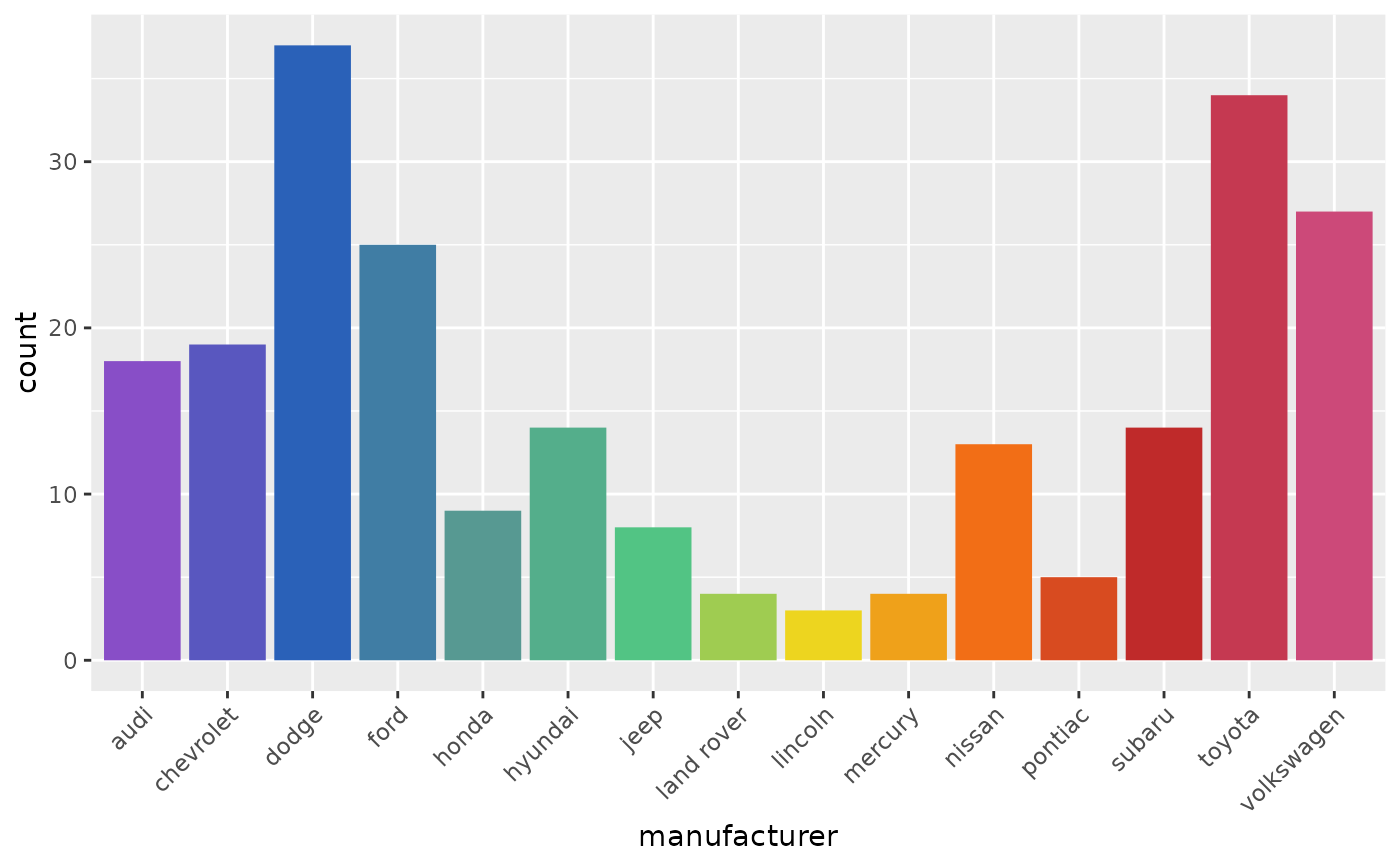 count
30
20
10
0
audi
chevrolet
dodge
ford
honda
hyundai
jeep
land rover
lincoln
mercury
nissan
pontiac
subaru
toyota
volkswagen
manufacturer